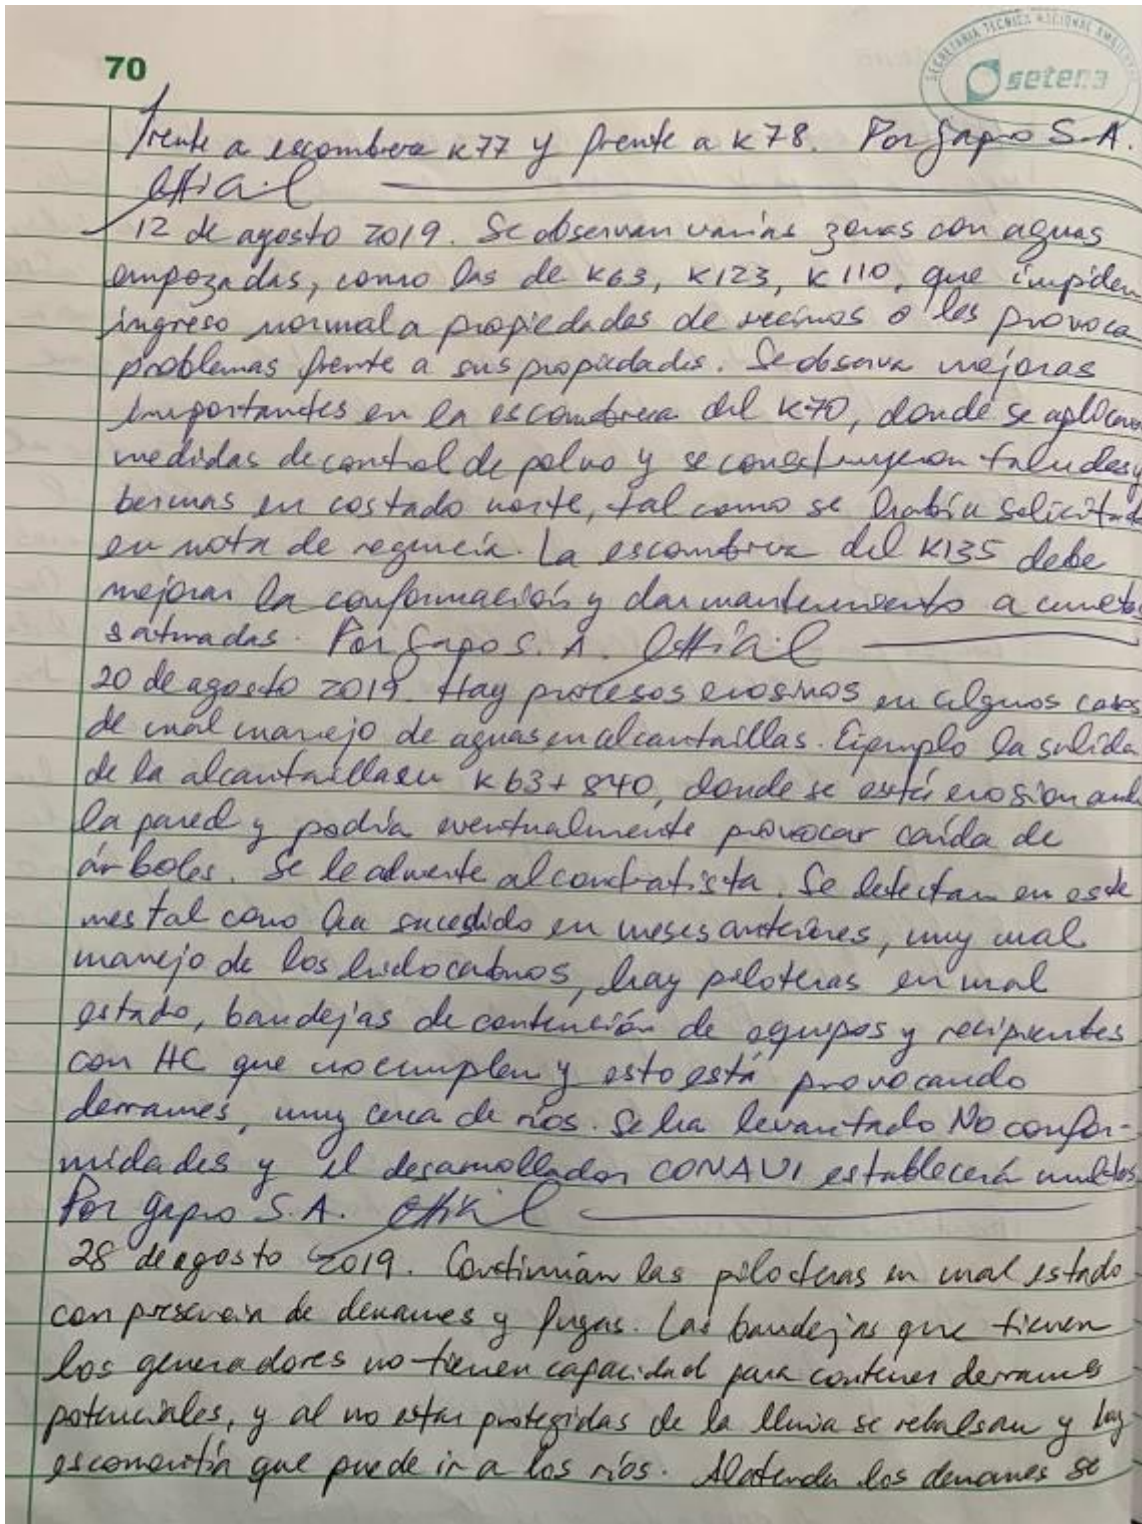 70
SECRETARIA TECNICA NACIONAL AMBIENTAL
setena
frente a escombrera K77 y frente a K78. Por Gapro S.A.
12 de agosto 2019. Se observan varias zonas con aguas
empozadas, como las de K63, K123, K110, que impiden
ingreso normal a propiedades de vecinos o les provoca
problemas frente a sus propiedades. Se observa mejoras
importantes en la escombrera del K70, donde se aplicaron
medidas de control de polvo y se construyeron taludes y
bermas en costado norte, tal como se había solicitado
en nota de regencia. La escombrera del K135 debe
mejorar la conformación y dar mantenimiento a cunetas
saturadas. Por Gapro S.A.
20 de agosto 2019. Hay procesos erosivos en algunos casos
de mal manejo de aguas en alcantarillas. Ejemplo la salida
de la alcantarilla en K63+840, donde se está erosionando
la pared y podría eventualmente provocar caída de
árboles. Se le advierte al contratista. Se detectan en este
mes tal como ha sucedido en meses anteriores, muy mal
manejo de los hidrocarburos, hay piloteras en mal
estado, bandejas de contención de equipos y recipientes
con HC que no cumplen y esto está provocando
derrames, muy cerca de ríos. Se ha levantado No confor-
midades y el desarrollador CONAVI establecerá multas.
Por Gapro S.A.
28 de agosto 2019. Continúan las piloteras en mal estado
con presencia de derrames y fugas. Las bandejas que tienen
los generadores no tienen capacidad para contener derrames
potenciales, y al no estar protegidas de la lluvia se rebalsan y hay
escorrentía que puede ir a los ríos. Al atender los derrames se